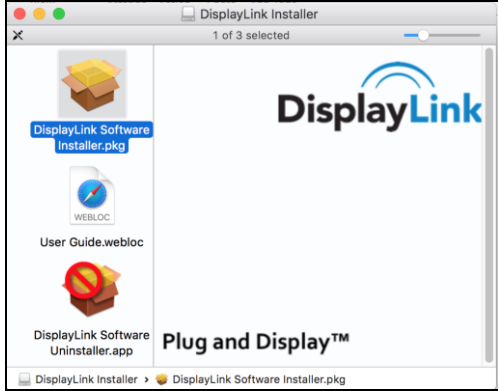 DisplayLink Installer
1 of 3 selected
DisplayLink
DisplayLink Software
Installer.pkg
WEBLOC
User Guide.webloc
DisplayLink Software
Uninstaller.app
Plug and Display™
DisplayLink Installer › DisplayLink Software Installer.pkg